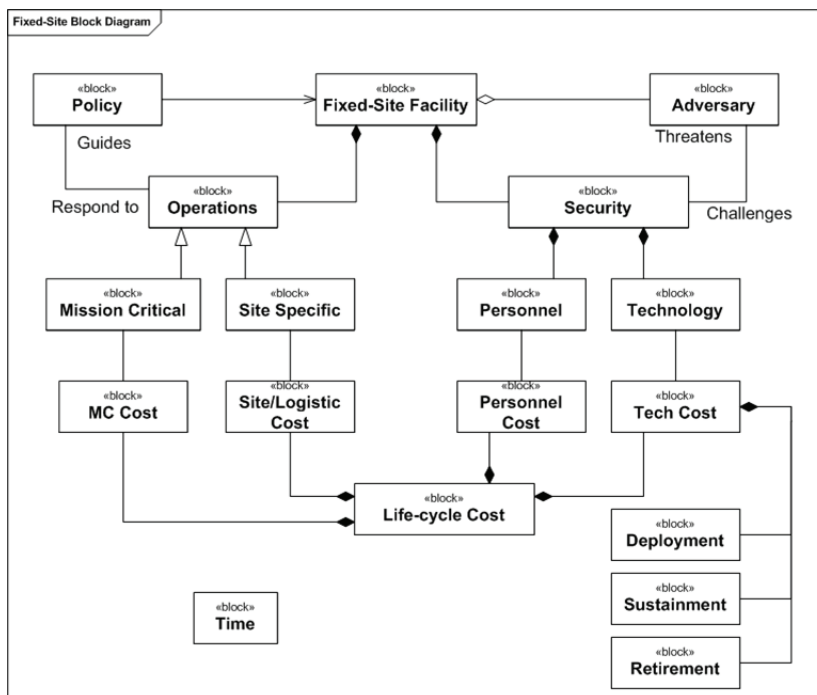 Fixed-Site Block Diagram
«block»
Policy
«block»
Fixed-Site Facility
«block»
Adversary
Guides
Threatens
Respond to
«block»
Operations
«block»
Security
Challenges
«block»
Mission Critical
«block»
Site Specific
«block»
Personnel
«block»
Technology
«block»
MC Cost
«block»
Site/Logistic
Cost
«block»
Personnel
Cost
«block»
Tech Cost
«block»
Life-cycle Cost
«block»
Deployment
«block»
Sustainment
«block»
Time
«block»
Retirement